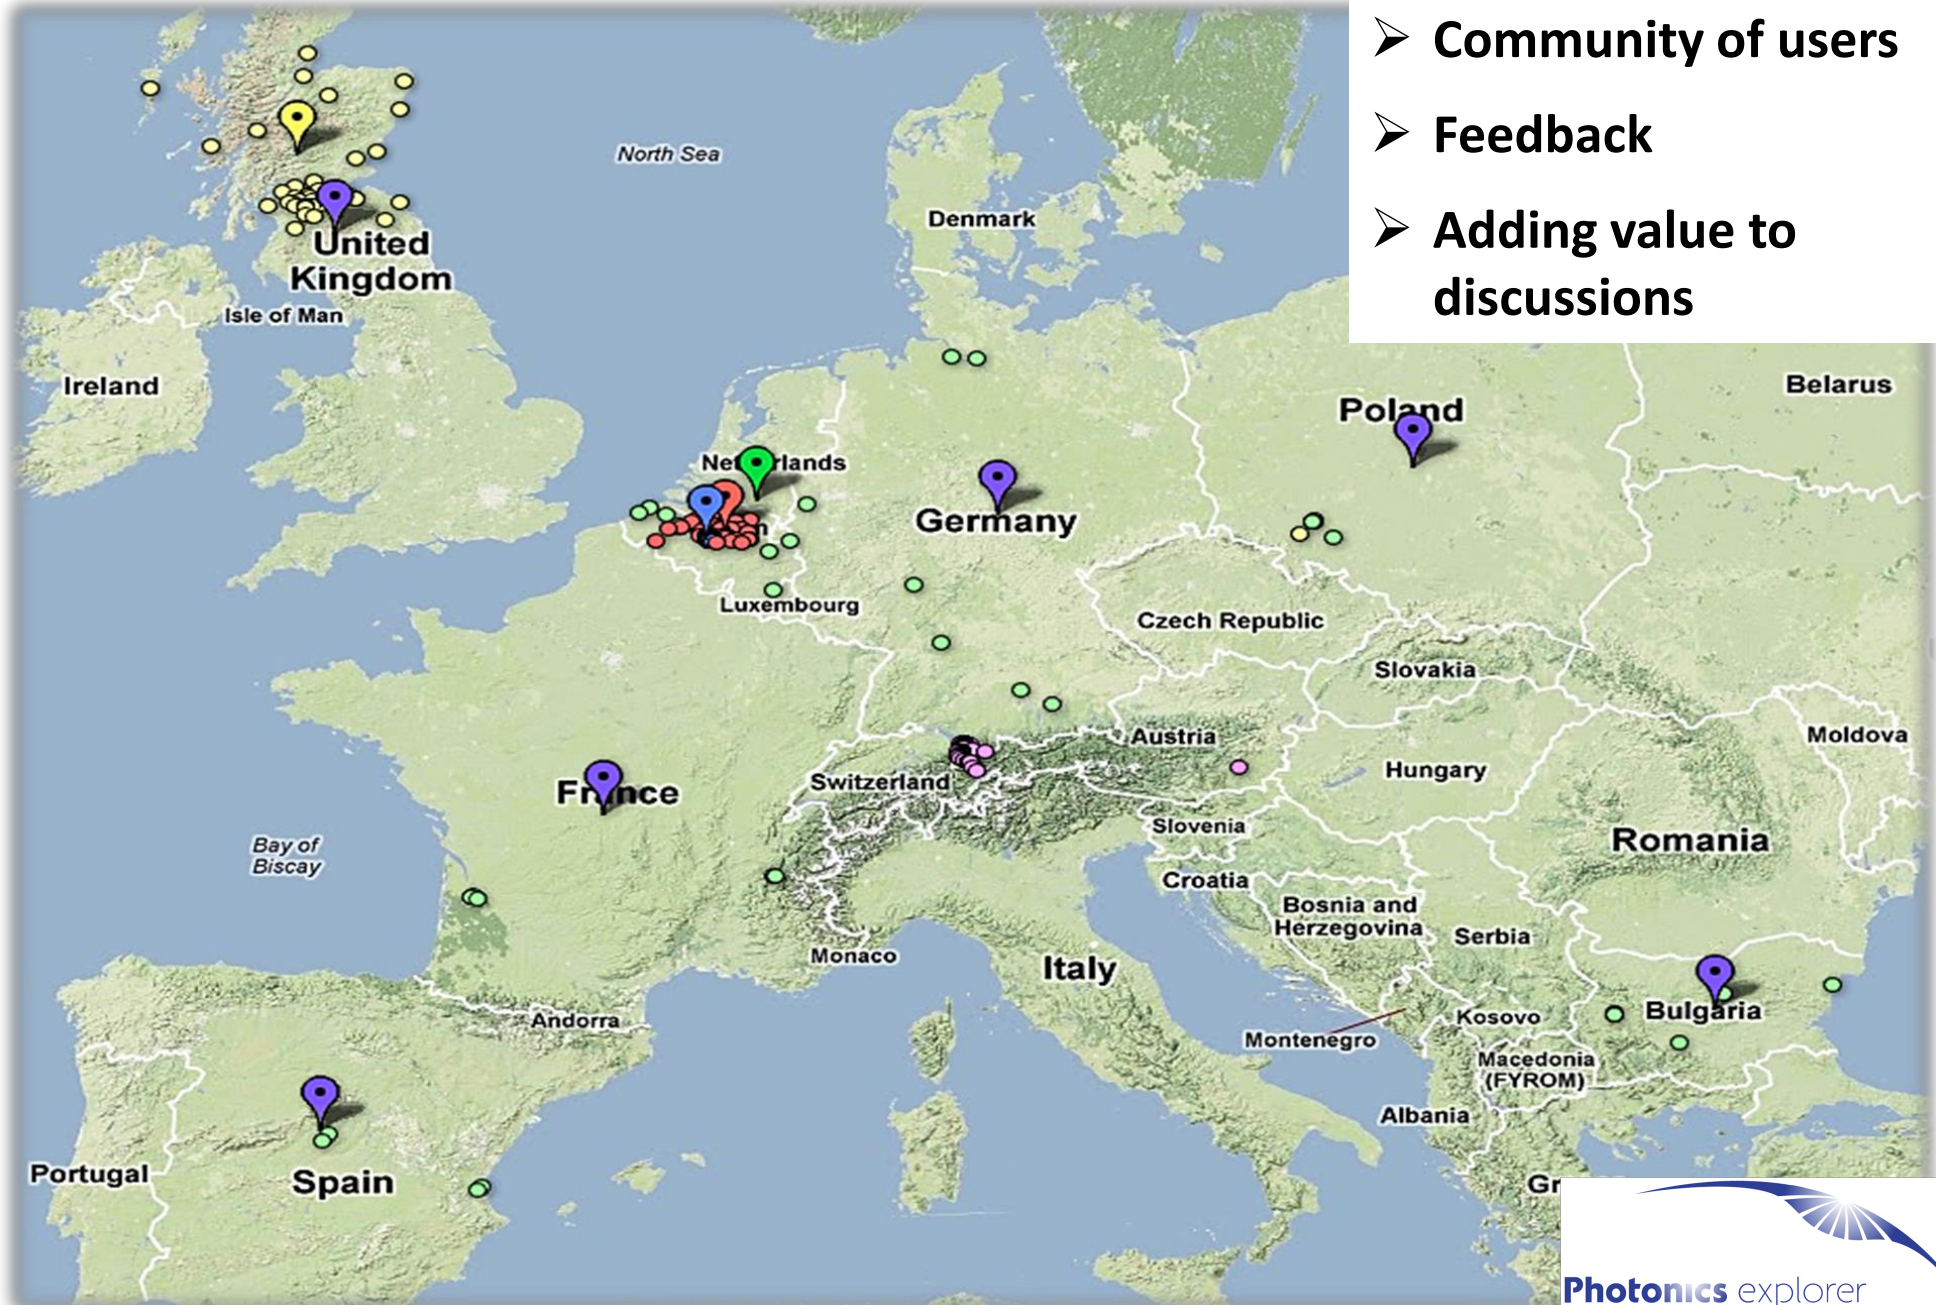 Community of users
Feedback
Adding value to
discussions
North Sea
Denmark
United
Kingdom
Isle of Man
Ireland
Belarus
Poland
Netherlands
Germany
Luxembourg
Czech Republic
Slovakia
Austria
Moldova
Switzerland
Hungary
France
Slovenia
Romania
Bay of
Biscay
Croatia
Bosnia and
Herzegovina
Serbia
Monaco
Italy
Andorra
Kosovo
Bulgaria
Montenegro
Macedonia
(FYROM)
Albania
Portugal
Spain
Gr
Photonics explorer